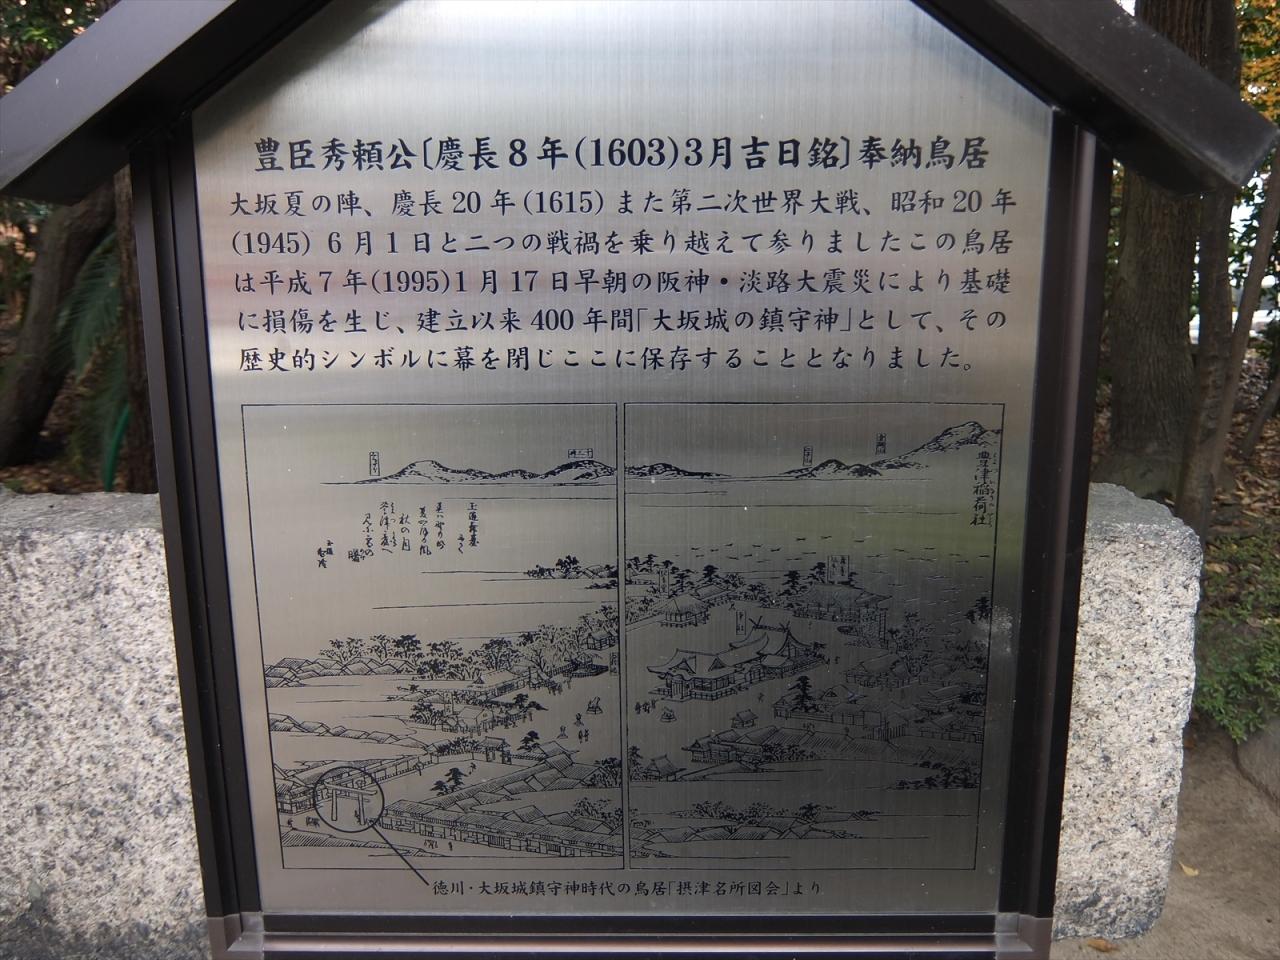 豊臣秀頼公〔慶長8年(1603)3月吉日銘〕奉納鳥居
大坂夏の陣、慶長20年(1615)また第二次世界大戦、昭和20年
(1945)6月1日と二つの戦禍を乗り越えて参りましたこの鳥居
は平成7年(1995)1月17日早朝の阪神・淡路大震災により基礎
に損傷を生じ、建立以来400年間「大坂城の鎮守神」として、その
歴史的シンボルに幕を閉じここに保存することとなりました。
豊津稲荷社
徳川・大坂城鎮守神時代の鳥居「摂津名所図会」より